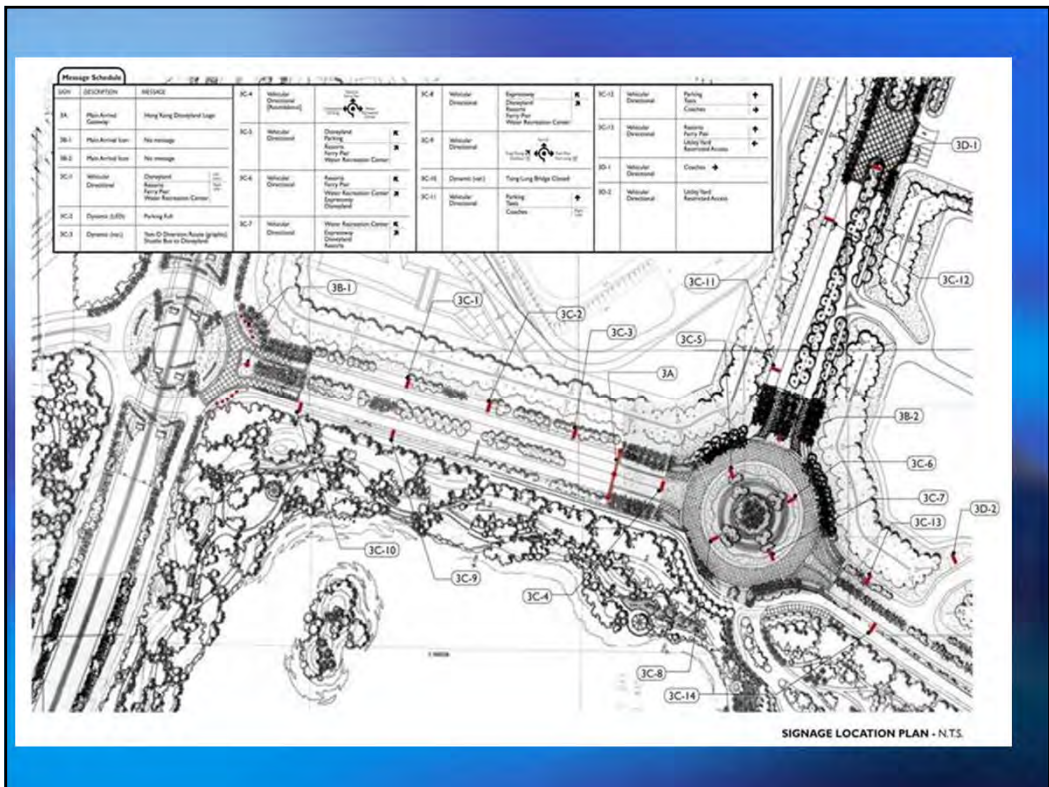 Message Schedule
SIGN DESCRIPTION MESSAGE
3A Main Arrival Gateway Hong Kong Disneyland Logo
3B-1 Main Arrival Icon No message
3B-2 Main Arrival Icon No message
3C-1 Vehicular Directional Disneyland
Resorts
Ferry Pier
Water Recreation Center
3C-2 Dynamic (LED) Parking Full
3C-3 Dynamic Yam O Diversion Route (graphic)
Shuttle Bus to Disneyland
3C-4 Vehicular Directional [Roundabout]
3C-5 Vehicular Directional Disneyland
Parking
Resorts
Ferry Pier
Water Recreation Center
3C-6 Vehicular Directional Resorts
Ferry Pier
Water Recreation Center
Expressway
Disneyland
3C-7 Vehicular Directional Water Recreation Center
Expressway
Disneyland
Resorts
3C-8 Vehicular Directional Expressway
Disneyland
Resorts
Ferry Pier
Water Recreation Center
3C-9 Vehicular Directional
3C-10 Dynamic Tsing Lung Bridge Closed
3C-11 Vehicular Directional Parking
Taxis
Coaches
3C-12 Vehicular Directional Parking
Taxis
Coaches
3C-13 Vehicular Directional Resorts
Ferry Pier
Utility Yard
Restricted Access
3D-1 Vehicular Directional Coaches
3D-2 Vehicular Directional Utility Yard
Restricted Access
3D-1
3B-1
3C-1
3C-2
3C-3
3C-11
3C-12
3C-5
3A
3B-2
3C-6
3C-7
3C-13
3D-2
3C-10
3C-9
3C-4
3C-8
3C-14
SIGNAGE LOCATION PLAN - N.T.S.